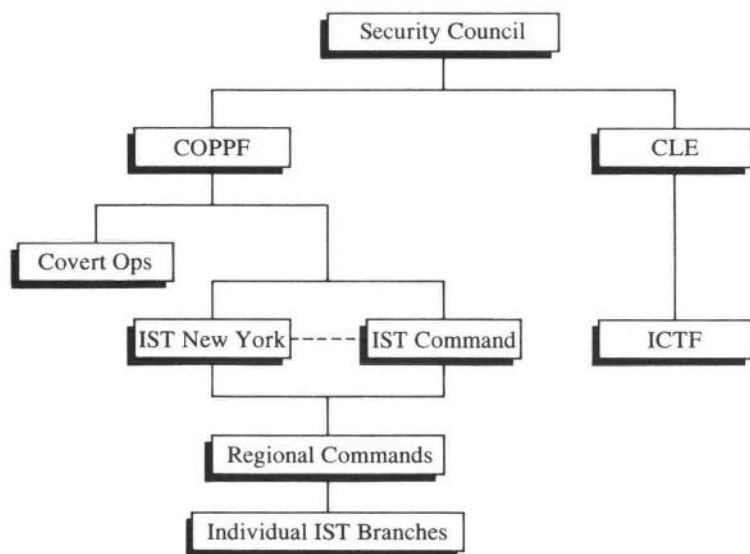 Security Council
COPPF
CLE
Covert Ops
IST New York
IST Command
ICTF
Regional Commands
Individual IST Branches